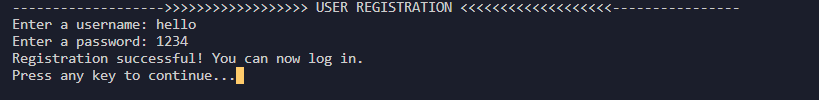 ------------------->>>>>>>>>>>>>>>>>> USER REGISTRATION <<<<<<<<<<<<<<<<<<<----------------
Enter a username: hello
Enter a password: 1234
Registration successful! You can now log in.
Press any key to continue...